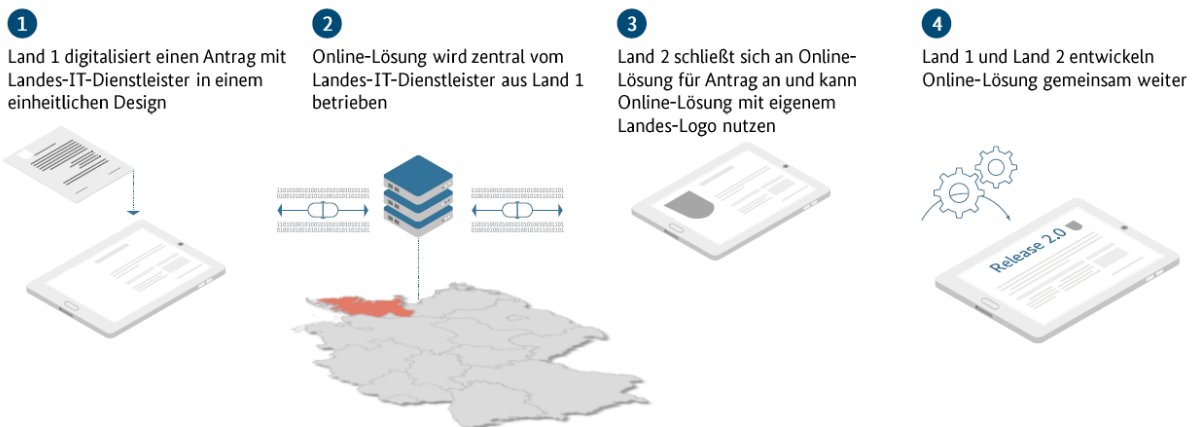 1
Land 1 digitalisiert einen Antrag mit
Landes-IT-Dienstleister in einem
einheitlichen Design
2
Online-Lösung wird zentral vom
Landes-IT-Dienstleister aus Land 1
betrieben
3
Land 2 schließt sich an Online-
Lösung für Antrag an und kann
Online-Lösung mit eigenem
Landes-Logo nutzen
4
Land 1 und Land 2 entwickeln
Online-Lösung gemeinsam weiter
Release 2.0